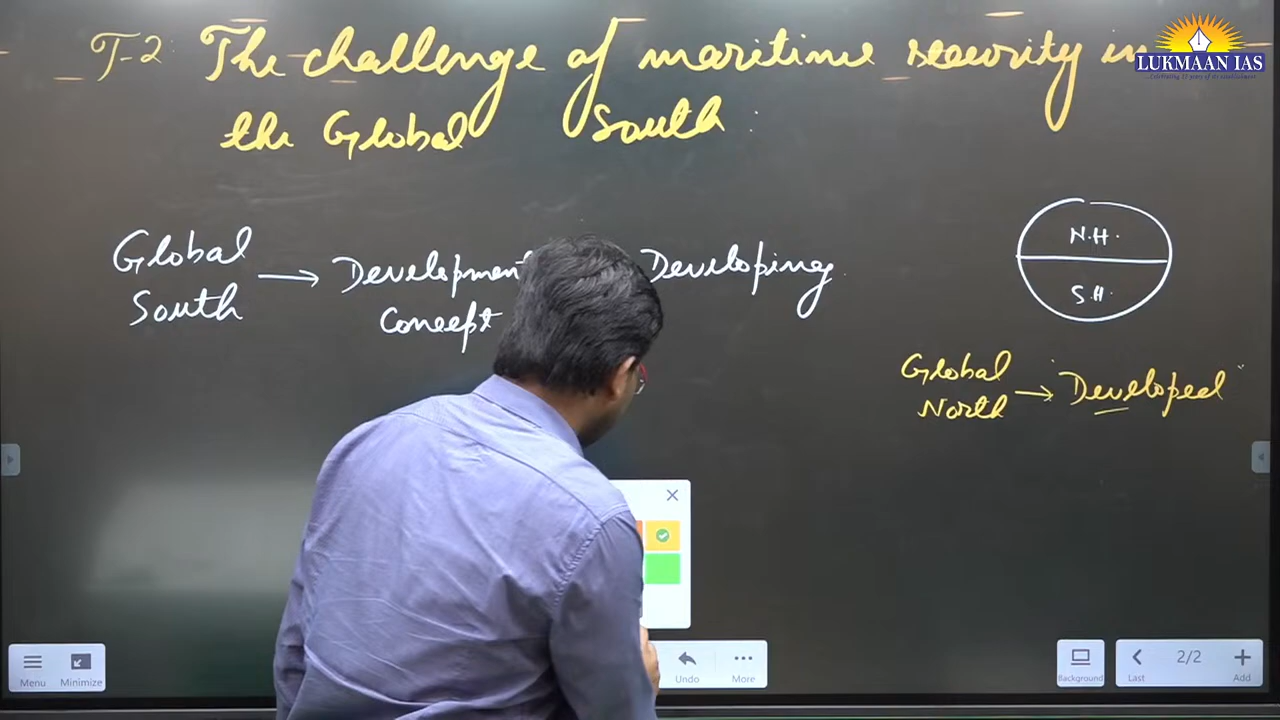 T-2: The challenge of maritime security in
the Global South:
LUKMAAN IAS
Global South → Development Concept
Developing
N.H.
S.H.
Global North → "Developed"
Menu
Minimize
Undo
More
Background
Last
2/2
Add